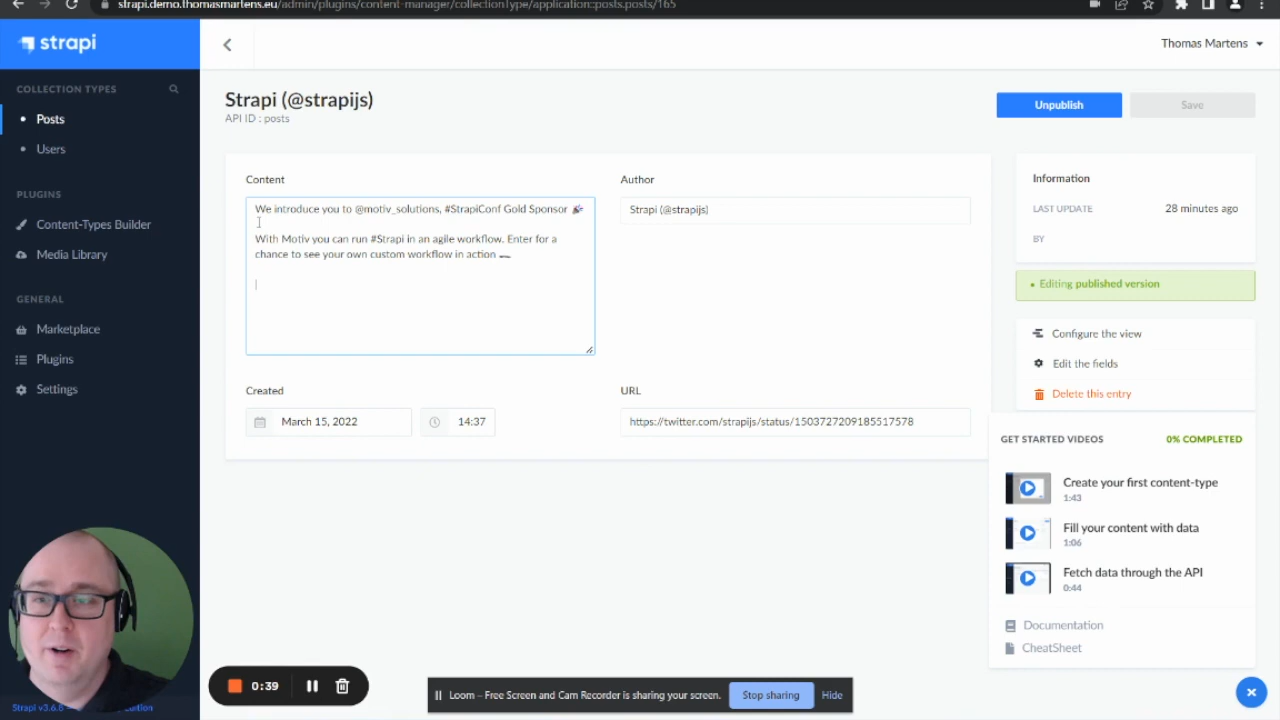 strapi.demo.thomasmartens.eu/admin/plugins/content-manager/collectionType/application::posts.posts/165
strapi
Thomas Martens
COLLECTION TYPES
Posts
Users
PLUGINS
Content-Types Builder
Media Library
GENERAL
Marketplace
Plugins
Settings
Strapi (@strapijs)
API ID : posts
Unpublish
Save
Content
We introduce you to @motiv_solutions, #StrapiConf Gold Sponsor 🎉
With Motiv you can run #Strapi in an agile workflow. Enter for a
chance to see your own custom workflow in action
Author
Strapi (@strapijs)
Created
March 15, 2022
14:37
URL
https://twitter.com/strapijs/status/1503727209185517578
Information
LAST UPDATE
28 minutes ago
BY
Editing published version
Configure the view
Edit the fields
Delete this entry
GET STARTED VIDEOS
0% COMPLETED
Create your first content-type
1:43
Fill your content with data
1:06
Fetch data through the API
0:44
Documentation
CheatSheet
0:39
Loom – Free Screen and Cam Recorder is sharing your screen.
Stop sharing
Hide
Strapi v3.6.8 —